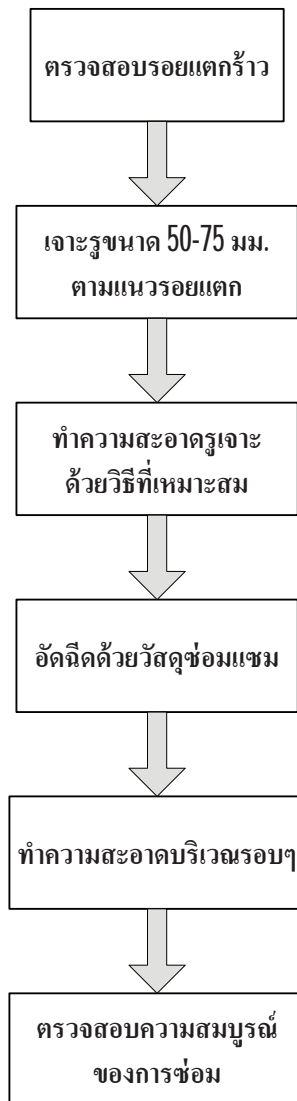 ตรวจสอบรอยแตกร้าว
เจาะรูขนาด 50-75 มม.
ตามแนวรอยแตก
ทำความสะอาดรูเจาะ
ด้วยวิธีที่เหมาะสม
อัดฉีดด้วยวัสดุซ่อมแซม
ทำความสะอาดบริเวณรอบๆ
ตรวจสอบความสมบูรณ์
ของการซ่อม